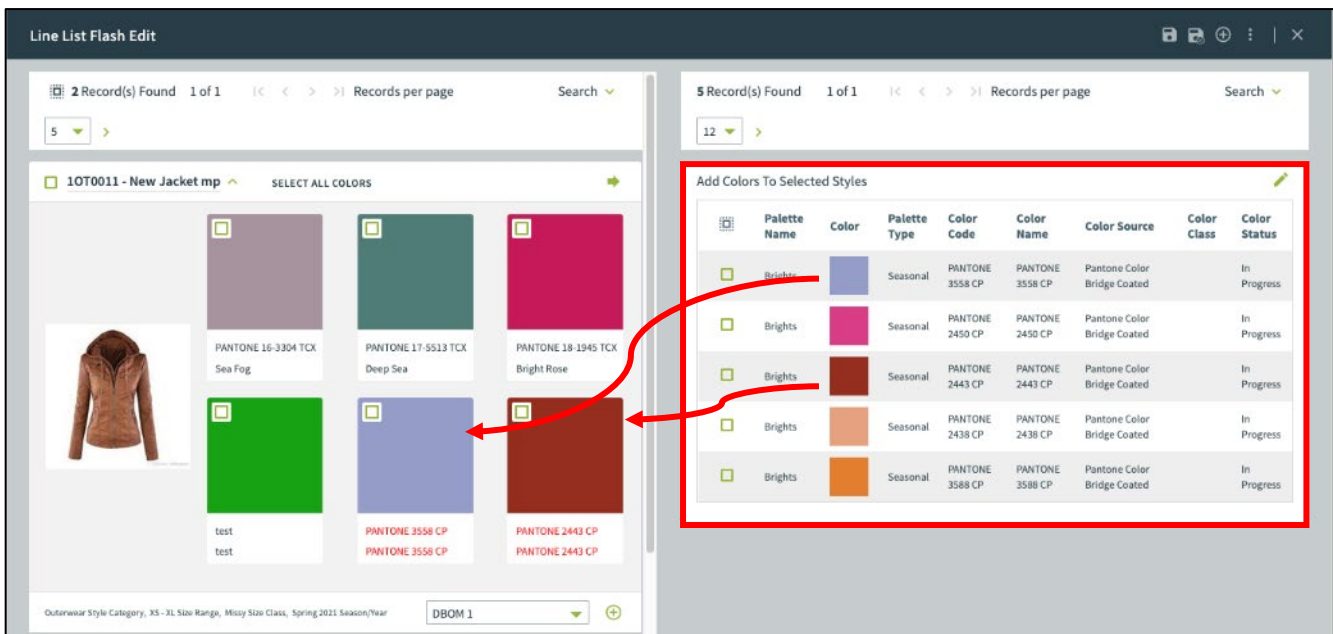 Line List Flash Edit
2 Record(s) Found 1 of 1 Records per page Search
5
1OT0011 - New Jacket mp SELECT ALL COLORS
PANTONE 16-3304 TCX
Sea Fog
PANTONE 17-5513 TCX
Deep Sea
PANTONE 18-1945 TCX
Bright Rose
test
test
PANTONE 3558 CP
PANTONE 3558 CP
PANTONE 2443 CP
PANTONE 2443 CP
Outerwear Style Category, XS - XL Size Range, Missy Size Class, Spring 2021 Season/Year
DBOM 1
5 Record(s) Found 1 of 1 Records per page Search
12
Add Colors To Selected Styles
Palette Name Color Palette Type Color Code Color Name Color Source Color Class Color Status
Brights Seasonal PANTONE 3558 CP PANTONE 3558 CP Pantone Color Bridge Coated In Progress
Brights Seasonal PANTONE 2450 CP PANTONE 2450 CP Pantone Color Bridge Coated In Progress
Brights Seasonal PANTONE 2443 CP PANTONE 2443 CP Pantone Color Bridge Coated In Progress
Brights Seasonal PANTONE 2438 CP PANTONE 2438 CP Pantone Color Bridge Coated In Progress
Brights Seasonal PANTONE 3588 CP PANTONE 3588 CP Pantone Color Bridge Coated In Progress